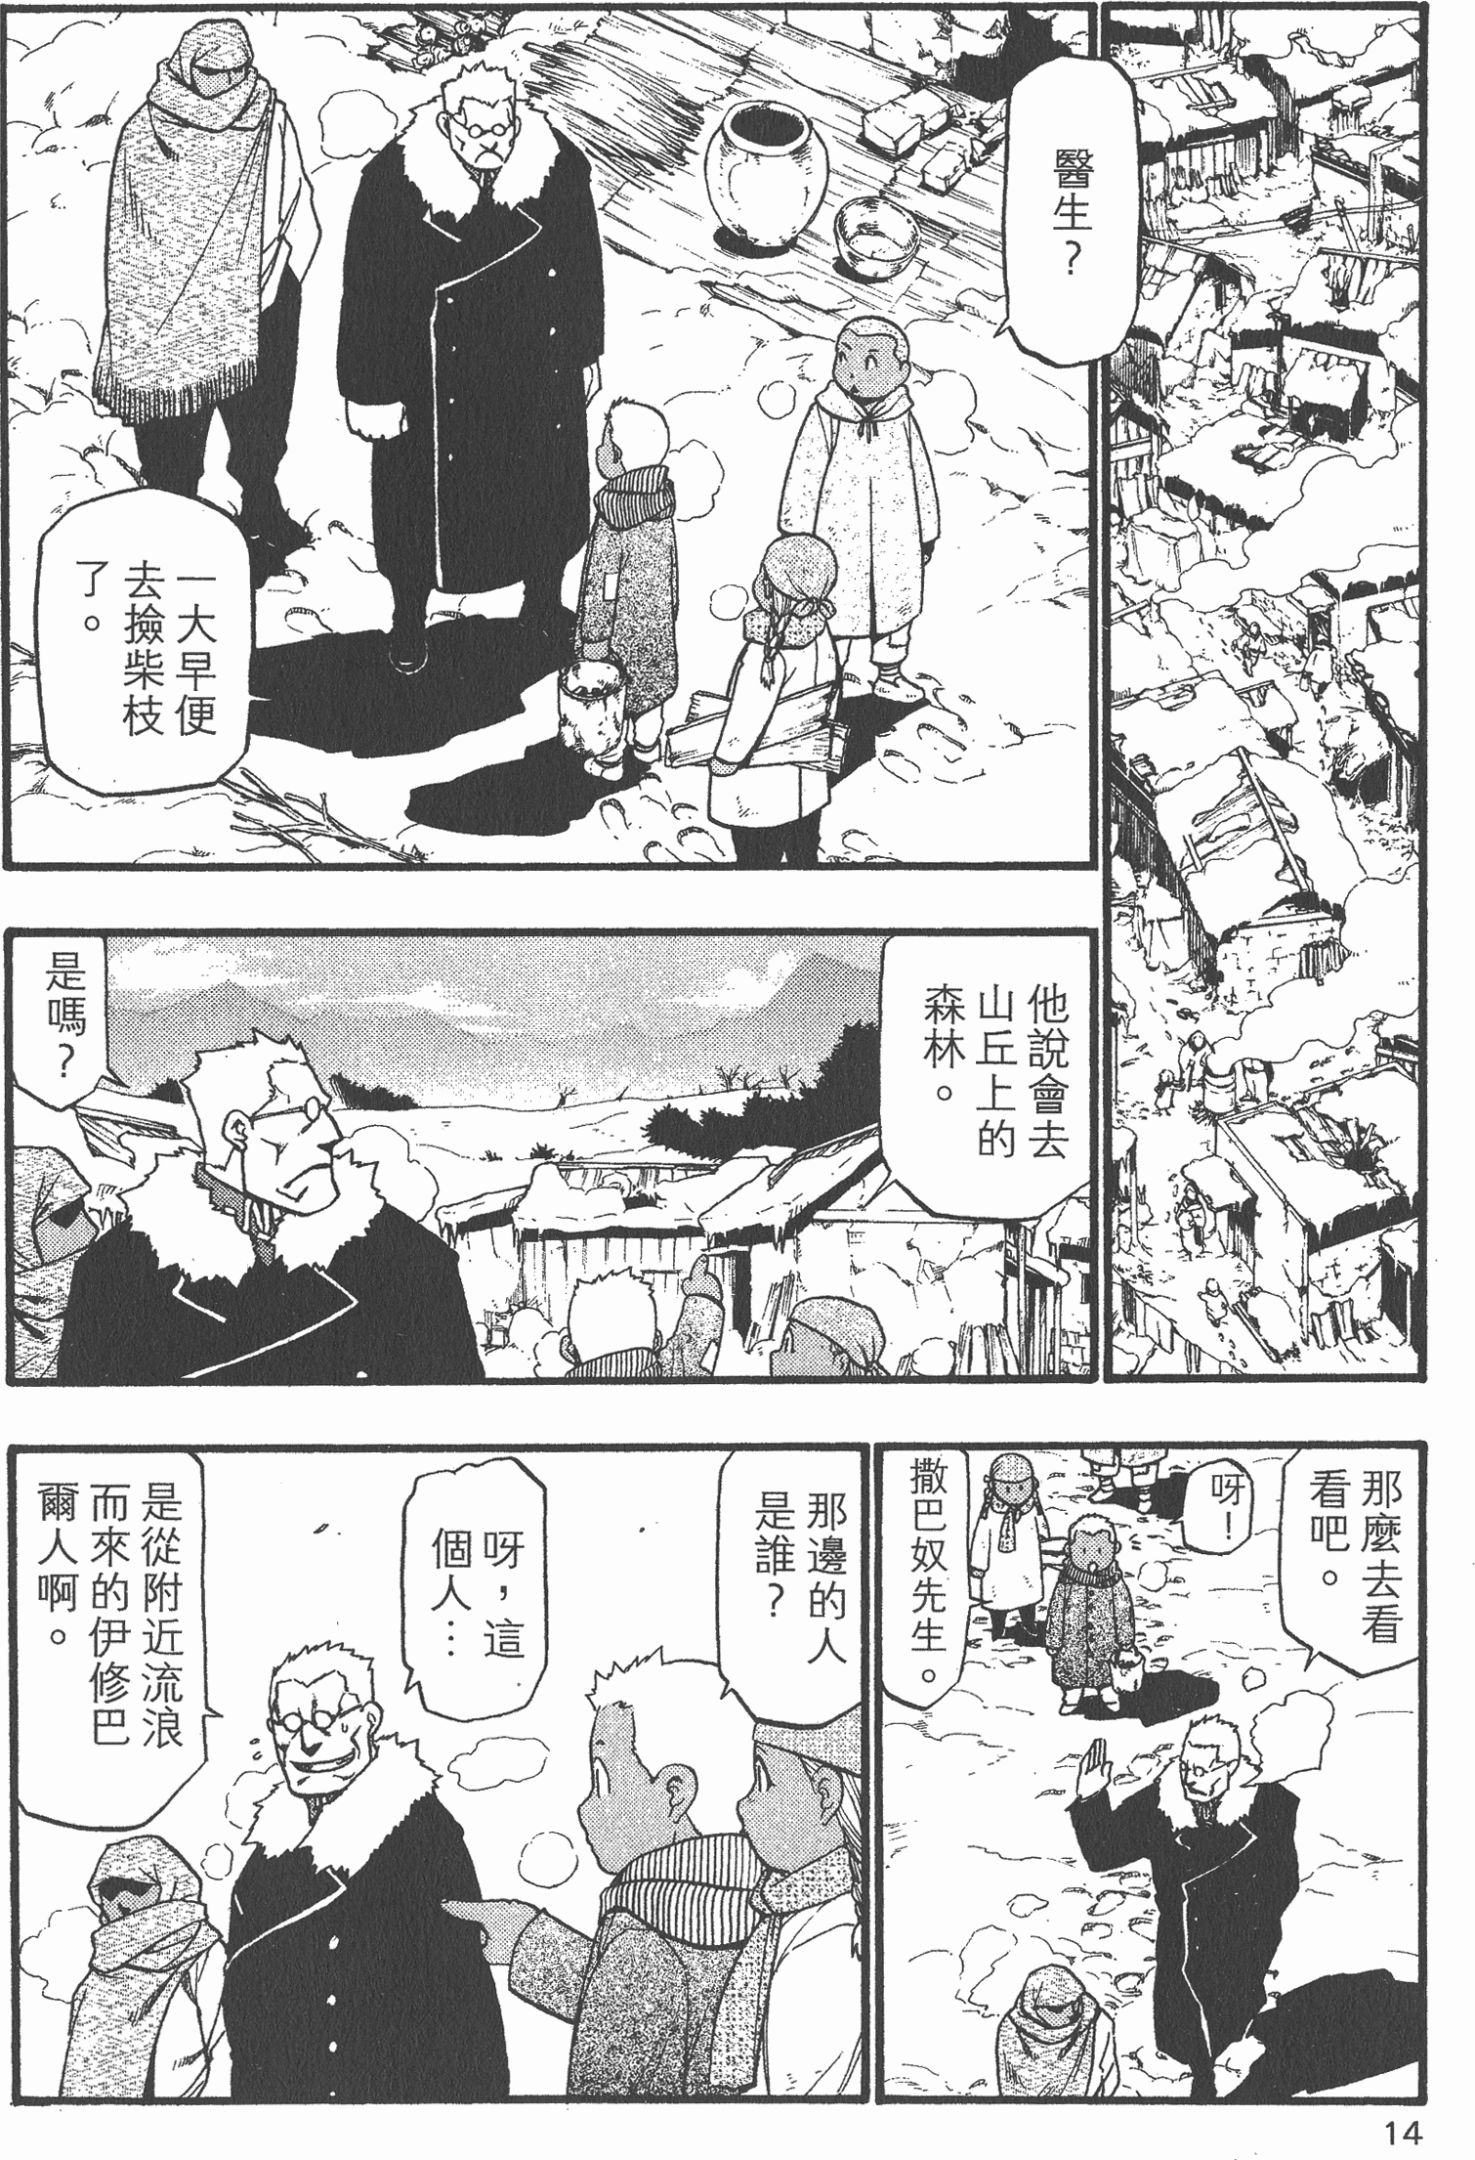 醫生？
一大早便
去撿柴枝
了。
他說會去
山丘上的
森林。
是嗎？
那麼去看
看吧。
呀！
撒巴奴先生。
那邊的人
是誰？
呀，這
個人…
是從附近流浪
而來的伊修巴
爾人啊。
14